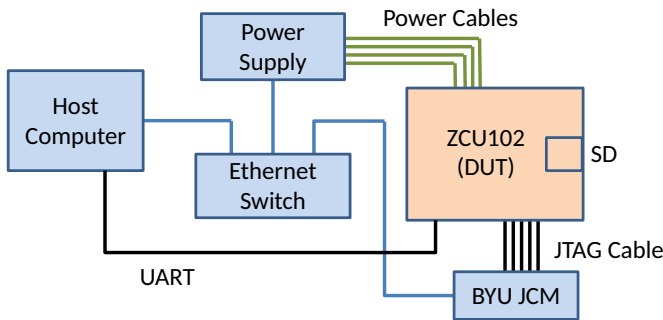 Power Cables
Power
Supply
Host
Computer
ZCU102
(DUT)
SD
Ethernet
Switch
JTAG Cable
UART
BYU JCM